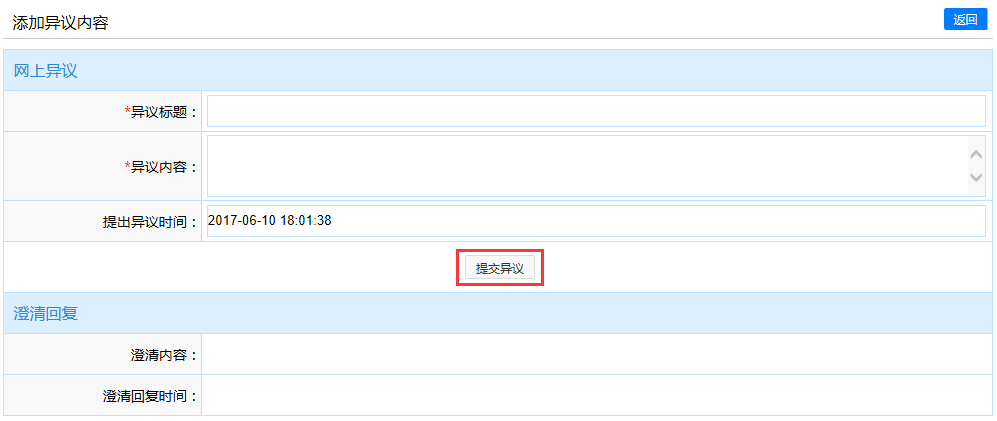 添加异议内容 返回
网上异议
*异议标题：
*异议内容：
提出异议时间： 2017-06-10 18:01:38
提交异议
澄清回复
澄清内容：
澄清回复时间：